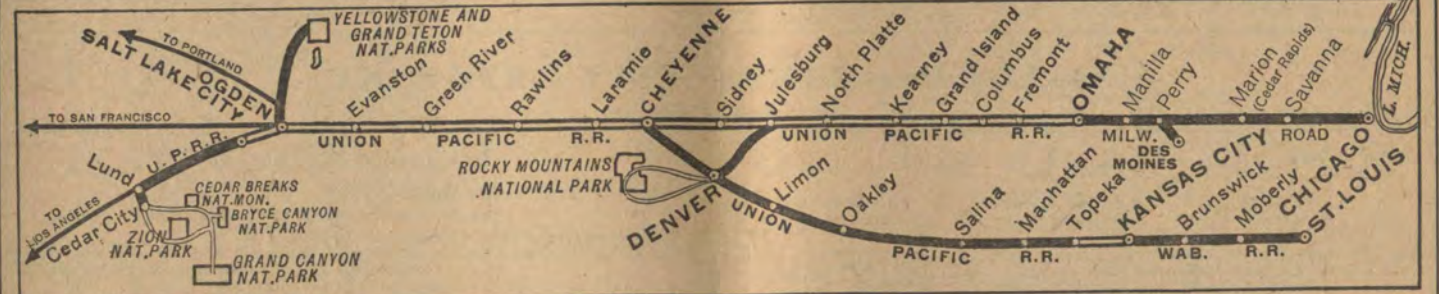 YELLOWSTONE AND
GRAND TETON
NAT. PARKS
TO PORTLAND
SALT LAKE CITY
OGDEN
Evanston
Green River
Rawlins
Laramie
CHEYENNE
Sidney
Julesburg
North Platte
Kearney
Grand Island
Columbus
Fremont
OMAHA
Manilla
Perry
Marion
(Cedar Rapids)
Savanna
L. MICH.
TO SAN FRANCISCO
UNION PACIFIC R.R.
UNION PACIFIC R.R.
MILW. ROAD
DES
MOINES
CHICAGO
Lund
U.P.R.R.
ROCKY MOUNTAINS
NATIONAL PARK
DENVER
UNION PACIFIC R.R.
Limon
Oakley
Salina
Manhattan
Topeka
KANSAS CITY
Brunswick
Moberly
ST. LOUIS
WAB. R.R.
TO
LOS ANGELES
Cedar City
CEDAR BREAKS
NAT. MON.
BRYCE CANYON
NAT. PARK
ZION
NAT. PARK
GRAND CANYON
NAT. PARK